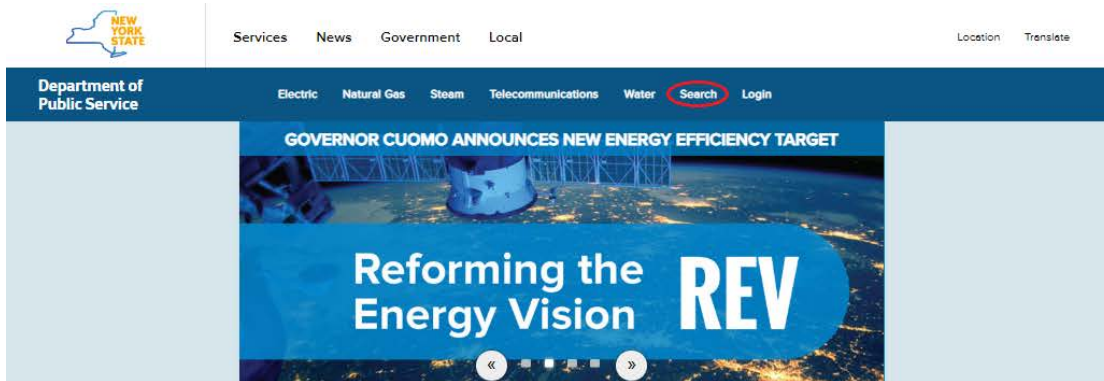 NEW
YORK
STATE
Services News Government Local Location Translate
Department of
Public Service
Electric Natural Gas Steam Telecommunications Water Search Login
GOVERNOR CUOMO ANNOUNCES NEW ENERGY EFFICIENCY TARGET
Reforming the
Energy Vision
REV
« »